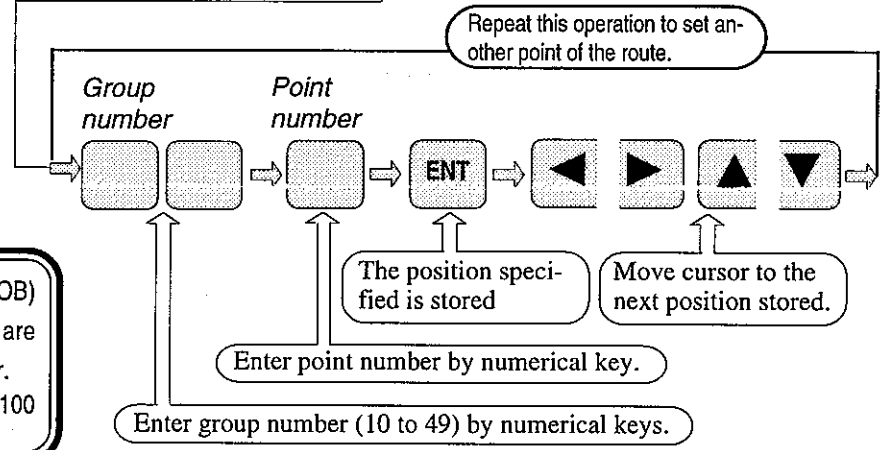 Repeat this operation to set an-
other point of the route.
Group
number
Point
number
ENT
The position speci-
fied is stored
Move cursor to the
next position stored.
Enter point number by numerical key.
Enter group number (10 to 49) by numerical keys.
OB)
are
r.
100